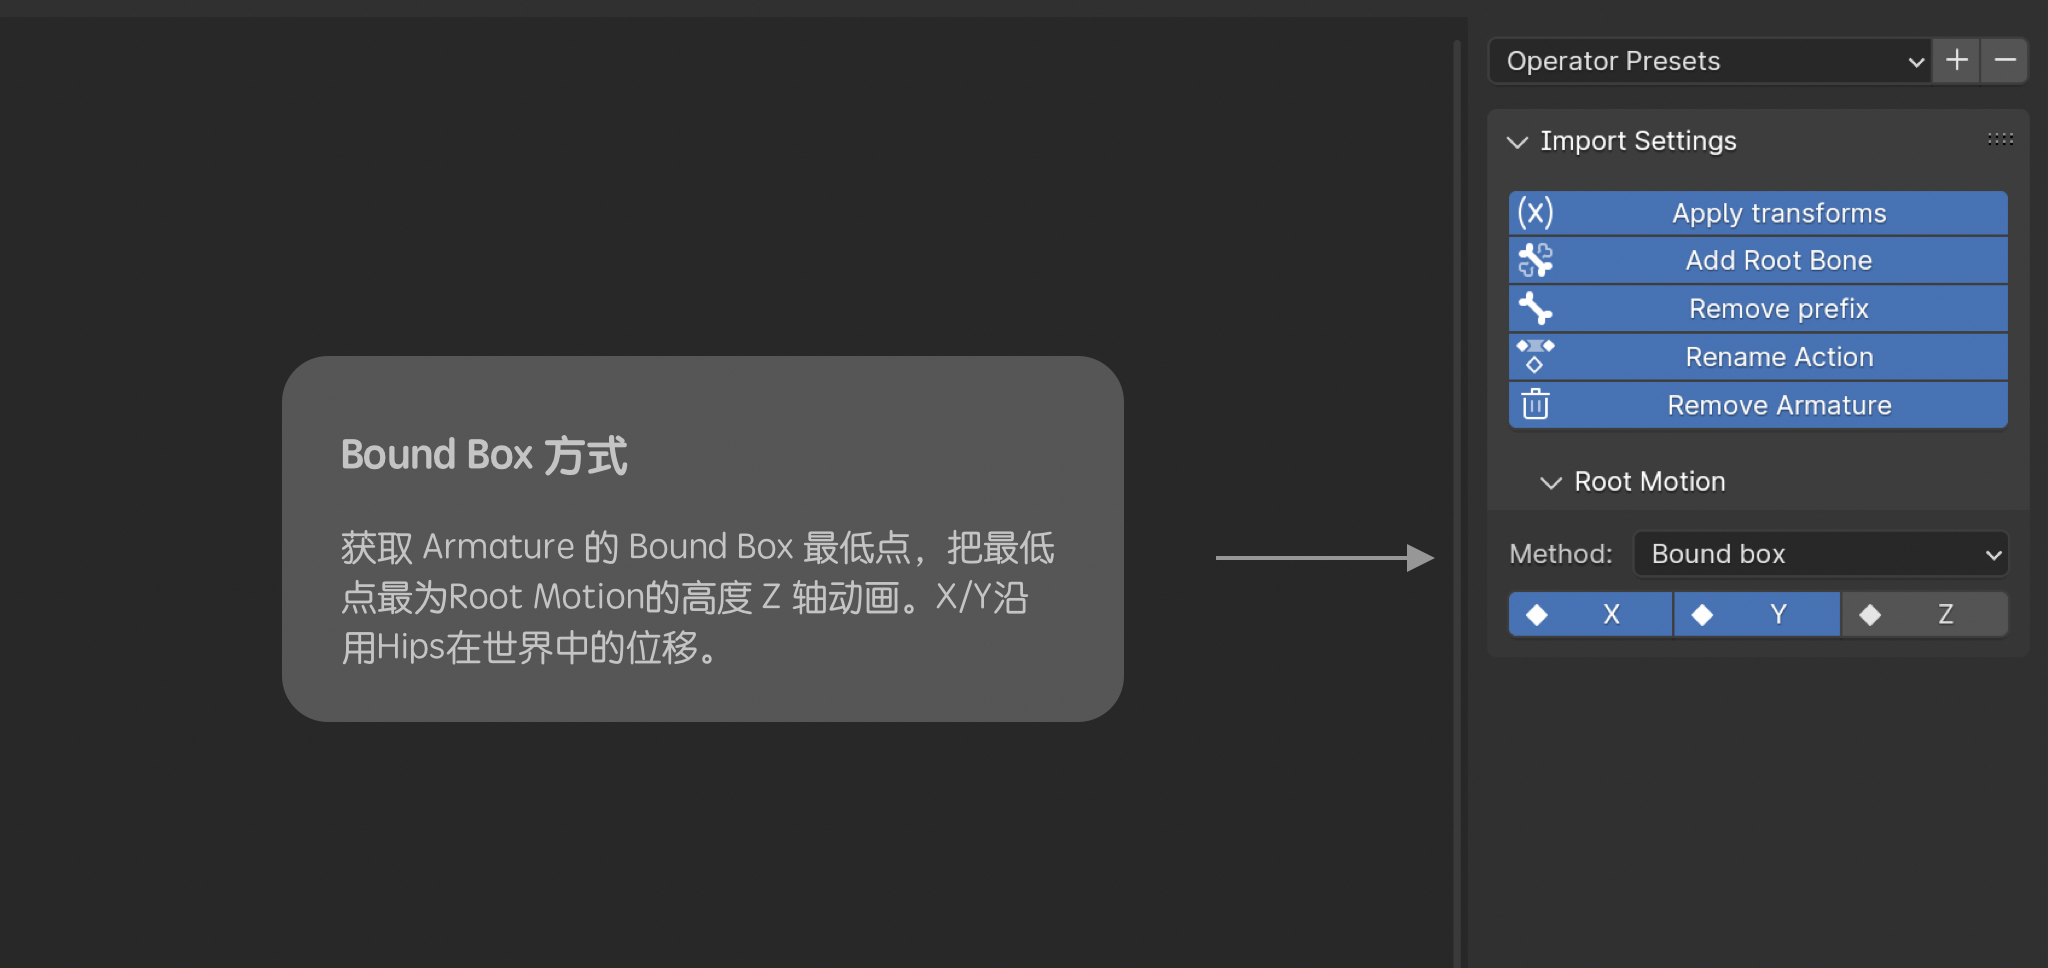 Bound Box 方式
获取 Armature 的 Bound Box 最低点，把最低
点最为Root Motion的高度 Z 轴动画。X/Y沿
用Hips在世界中的位移。
Operator Presets
Import Settings
Apply transforms
Add Root Bone
Remove prefix
Rename Action
Remove Armature
Root Motion
Method: Bound box
X Y Z